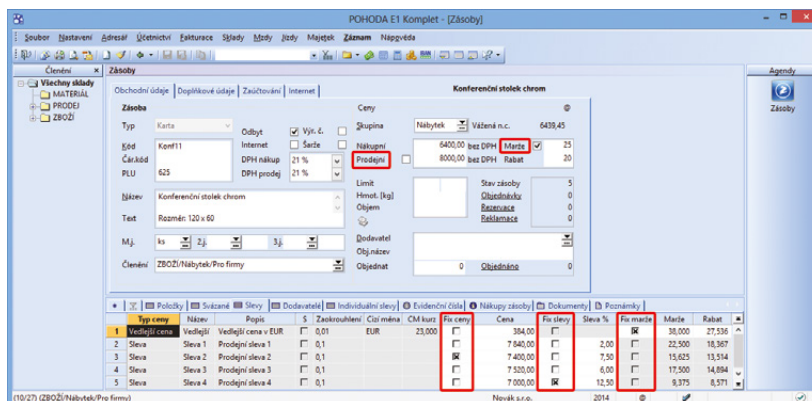 POHODA E1 Komplet - [Zásoby]
Soubor Nastavení Adresář Účetnictví Fakturace Sklady Mzdy Jízdy Majetek Záznam Nápověda
Členění × Zásoby Agendy
Všechny sklady
MATERIÁL
PRODEJ
ZBOŽÍ
Zásoby
Obchodní údaje Doplňkové údaje Zaúčtování Internet Konferenční stolek chrom
Zásoba Ceny @
Typ Karta Odbyt Výr. č. Skupina Nábytek Vážená n.c. 6439,45
Kód Konf11 Internet Šarže Nákupní 6400,00 bez DPH Marže 25
Čár.kód DPH nákup 21 % Prodejní 8000,00 bez DPH Rabat 20
PLU 625 DPH prodej 21 %
Limit Stav zásoby 5
Název Konferenční stolek chrom Hmot. [kg] Objednávky 0
Objem Rezervace 0
Text Rozměr: 120 x 60 Reklamace 0
M.j. ks 2.j. 3.j. Dodavatel
Obj.název
Členění ZBOŽÍ/Nábytek/Pro firmy Objednat 0 Objednáno 0
Položky Svázané Slevy Dodavatelé Individuální slevy Evidenční čísla Nákupy zásoby Dokumenty Poznámky
Typ ceny Název Popis S Zaokrouhlení Cizí měna CM kurz Fix ceny Cena Fix slevy Sleva % Fix marže Marže Rabat
1 Vedlejší cena Vedlejší Vedlejší cena v EUR 0,01 EUR 23,000 384,00 38,000 27,536
2 Sleva Sleva 1 Prodejní sleva 1 0,1 7 840,00 2,00 22,500 18,367
3 Sleva Sleva 2 Prodejní sleva 2 0,1 7 400,00 7,50 15,625 13,514
4 Sleva Sleva 3 Prodejní sleva 3 0,1 7 520,00 6,00 17,500 14,894
5 Sleva Sleva 4 Prodejní sleva 4 0,1 7 000,00 12,50 9,375 8,571
(10/27) (ZBOŽÍ/Nábytek/Pro firmy) Novák s.r.o. 2014 @